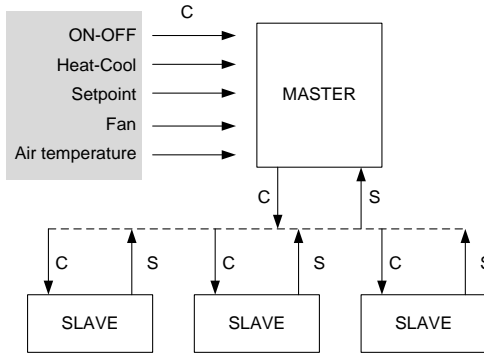 C
ON-OFF
Heat-Cool
Setpoint
Fan
Air temperature
MASTER
C
S
C
S
C
S
C
S
SLAVE
SLAVE
SLAVE